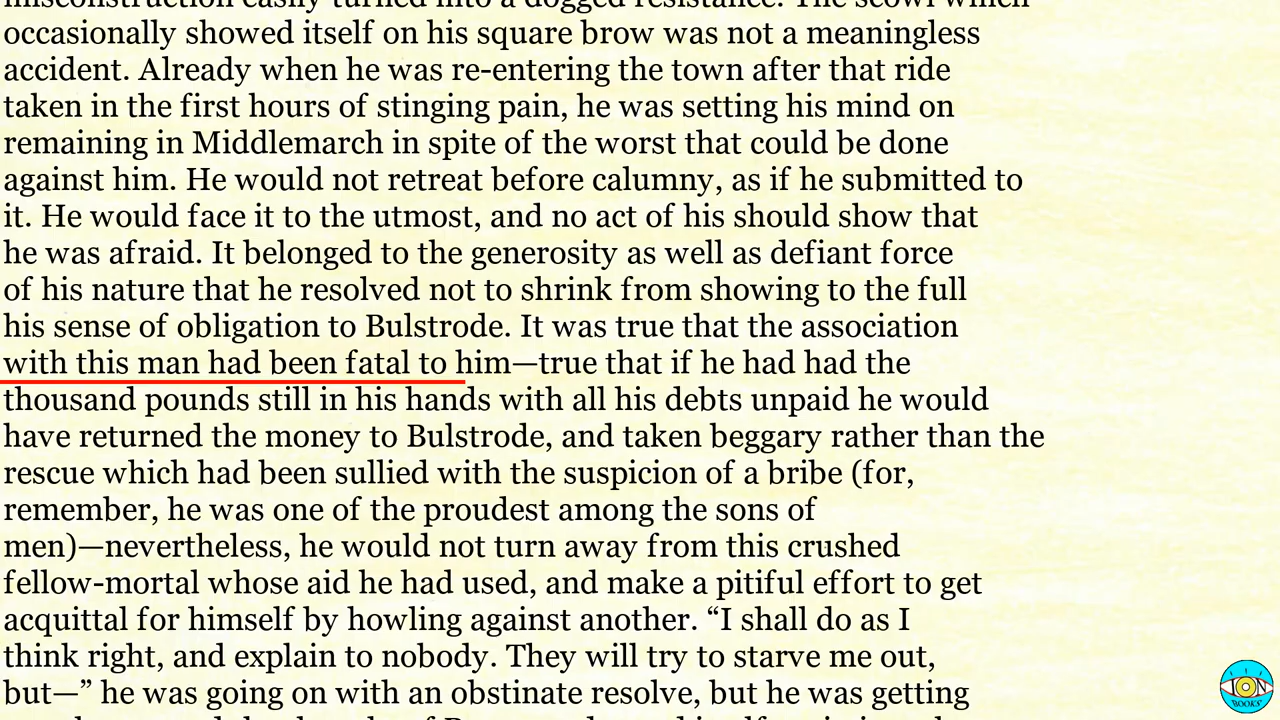 misconstruction easily turned into a dogged resistance. The scowl which
occasionally showed itself on his square brow was not a meaningless
accident. Already when he was re-entering the town after that ride
taken in the first hours of stinging pain, he was setting his mind on
remaining in Middlemarch in spite of the worst that could be done
against him. He would not retreat before calumny, as if he submitted to
it. He would face it to the utmost, and no act of his should show that
he was afraid. It belonged to the generosity as well as defiant force
of his nature that he resolved not to shrink from showing to the full
his sense of obligation to Bulstrode. It was true that the association
with this man had been fatal to him—true that if he had had the
thousand pounds still in his hands with all his debts unpaid he would
have returned the money to Bulstrode, and taken beggary rather than the
rescue which had been sullied with the suspicion of a bribe (for,
remember, he was one of the proudest among the sons of
men)—nevertheless, he would not turn away from this crushed
fellow-mortal whose aid he had used, and make a pitiful effort to get
acquittal for himself by howling against another. “I shall do as I
think right, and explain to nobody. They will try to starve me out,
but—” he was going on with an obstinate resolve, but he was getting
ION
BOOKS